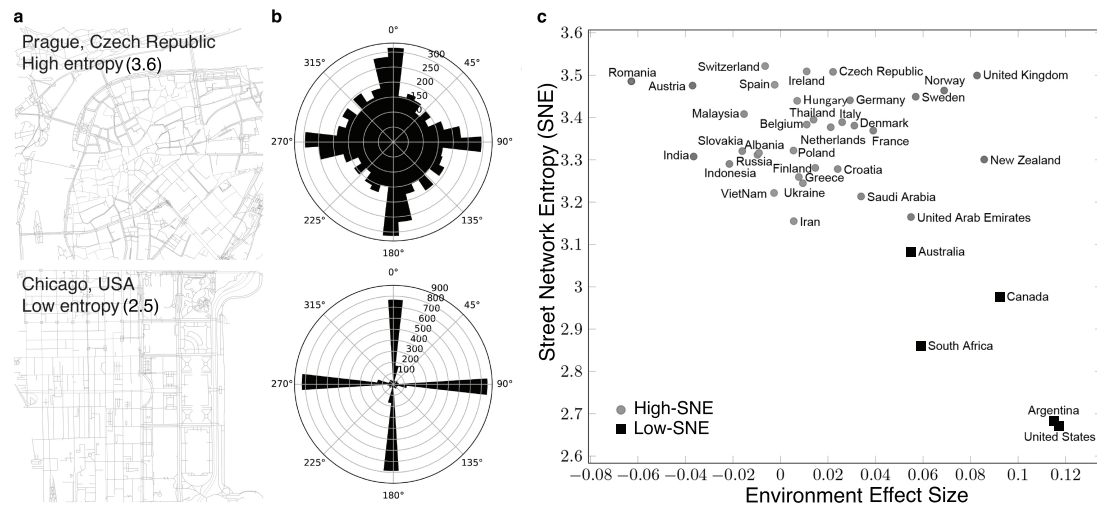 a
Prague, Czech Republic
High entropy (3.6)
Chicago, USA
Low entropy (2.5)
b
0°
45°
90°
135°
180°
225°
270°
315°
300
250
200
150
0°
45°
90°
135°
180°
225°
270°
315°
900
800
700
600
500
400
300
200
100
c
Street Network Entropy (SNE)
3.6
3.5
3.4
3.3
3.2
3.1
3
2.9
2.8
2.7
2.6
Romania
Austria
Switzerland
Spain
Ireland
Czech Republic
Norway
United Kingdom
Sweden
Malaysia
Hungary
Germany
Thailand
Italy
Belgium
Denmark
Netherlands
France
Slovakia
Albania
India
Russia
Poland
Indonesia
Finland
Croatia
New Zealand
Greece
VietNam
Ukraine
Saudi Arabia
Iran
United Arab Emirates
Australia
Canada
South Africa
Argentina
United States
High-SNE
Low-SNE
−0.08
−0.06
−0.04
−0.02
0
0.02
0.04
0.06
0.08
0.1
0.12
Environment Effect Size